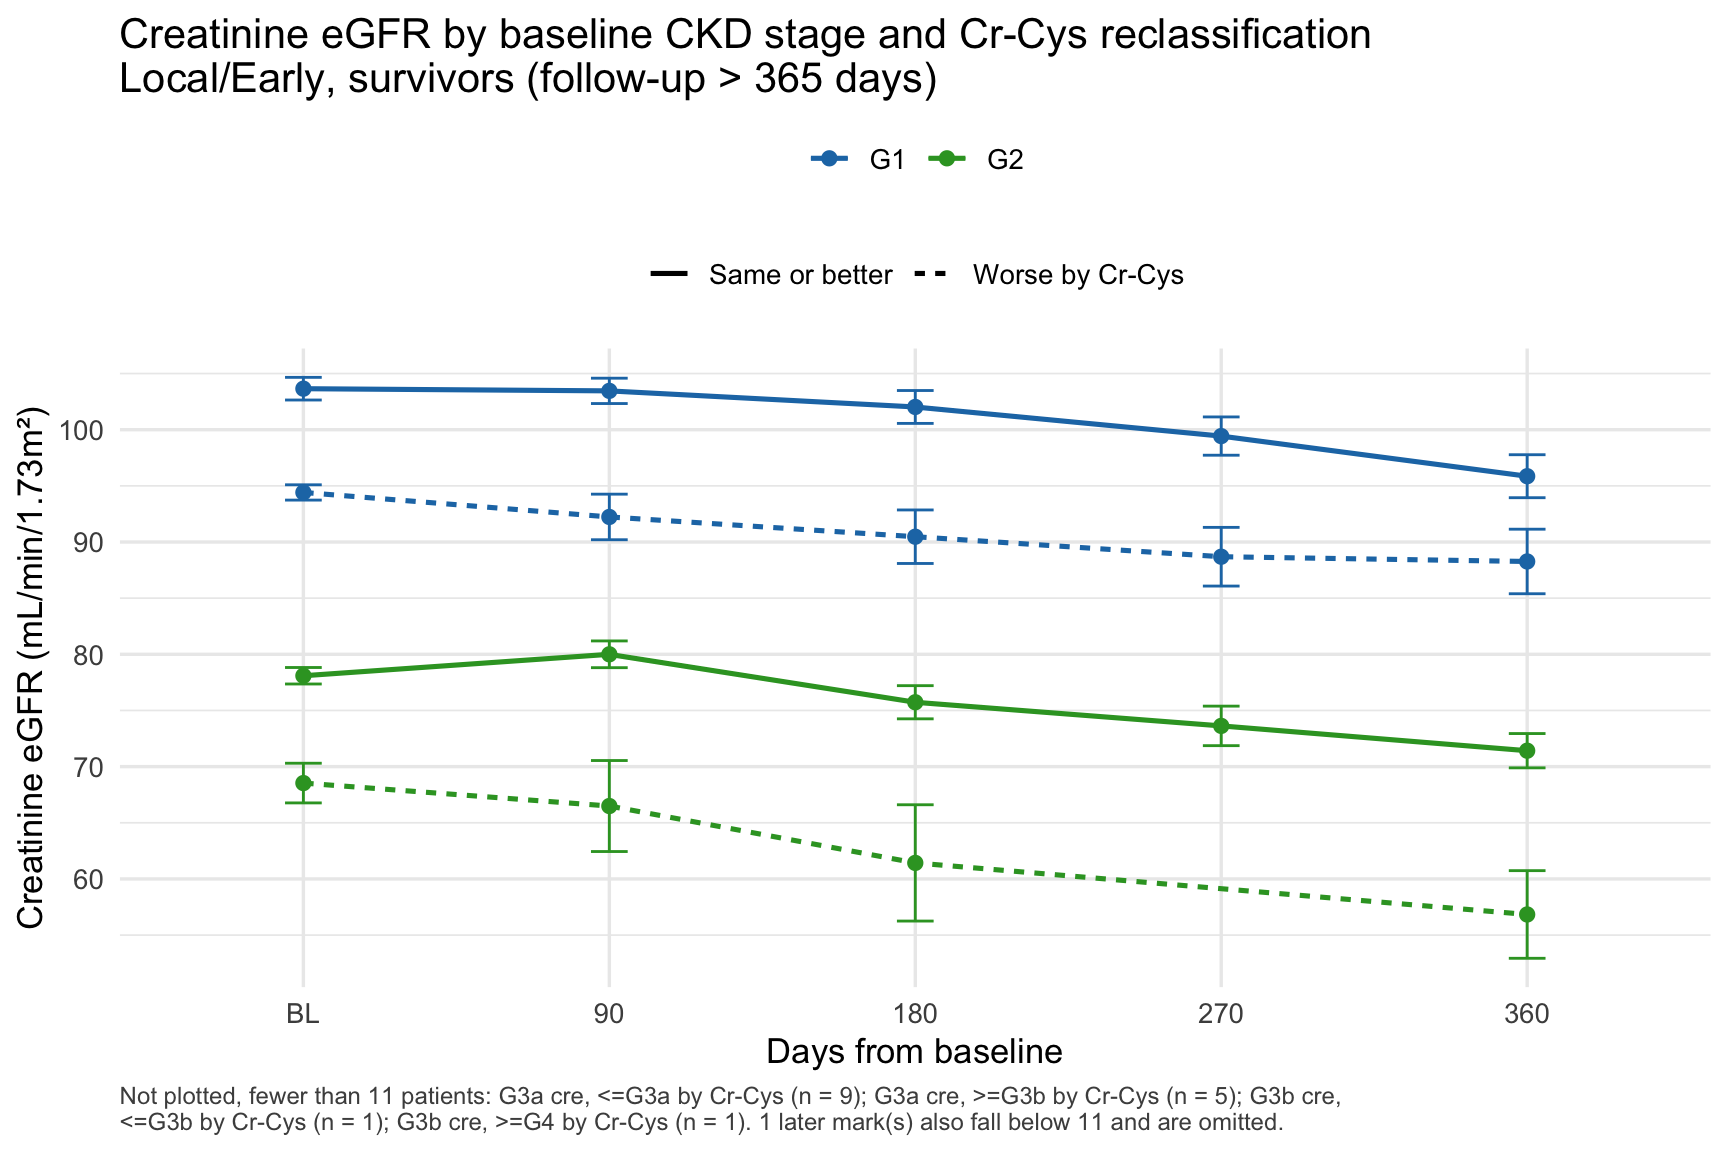 Creatinine eGFR by baseline CKD stage and Cr-Cys reclassification
Local/Early, survivors (follow-up > 365 days)
G1 G2
Same or better Worse by Cr-Cys
Creatinine eGFR (mL/min/1.73m²)
100
90
80
70
60
BL 90 180 270 360
Days from baseline
Not plotted, fewer than 11 patients: G3a cre, <=G3a by Cr-Cys (n = 9); G3a cre, >=G3b by Cr-Cys (n = 5); G3b cre,
<=G3b by Cr-Cys (n = 1); G3b cre, >=G4 by Cr-Cys (n = 1). 1 later mark(s) also fall below 11 and are omitted.